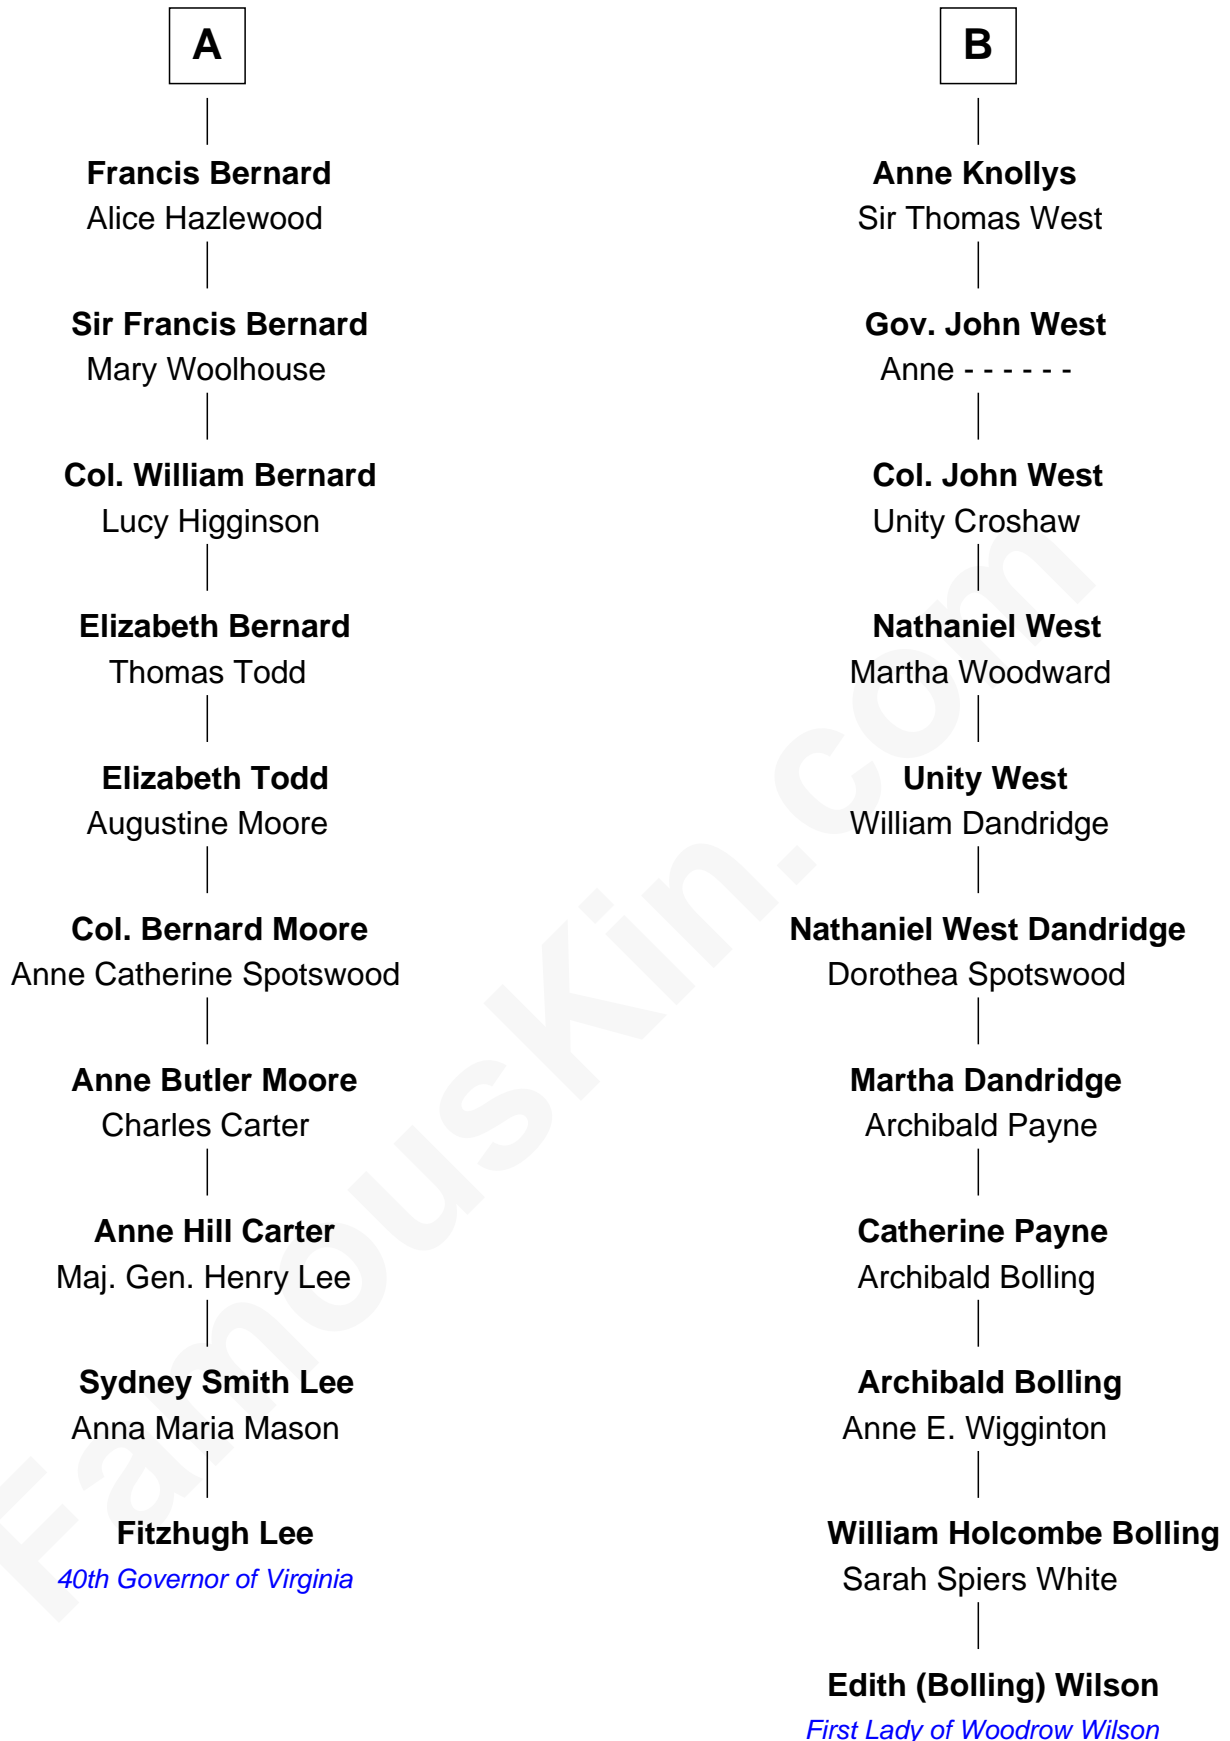 A
Francis Bernard
Alice Hazlewood
Sir Francis Bernard
Mary Woolhouse
Col. William Bernard
Lucy Higginson
Elizabeth Bernard
Thomas Todd
Elizabeth Todd
Augustine Moore
Col. Bernard Moore
Anne Catherine Spotswood
Anne Butler Moore
Charles Carter
Anne Hill Carter
Maj. Gen. Henry Lee
Sydney Smith Lee
Anna Maria Mason
Fitzhugh Lee
40th Governor of Virginia
B
Anne Knollys
Sir Thomas West
Gov. John West
Anne - - - - - -
Col. John West
Unity Croshaw
Nathaniel West
Martha Woodward
Unity West
William Dandridge
Nathaniel West Dandridge
Dorothea Spotswood
Martha Dandridge
Archibald Payne
Catherine Payne
Archibald Bolling
Archibald Bolling
Anne E. Wigginton
William Holcombe Bolling
Sarah Spiers White
Edith (Bolling) Wilson
First Lady of Woodrow Wilson
FamousKin.com